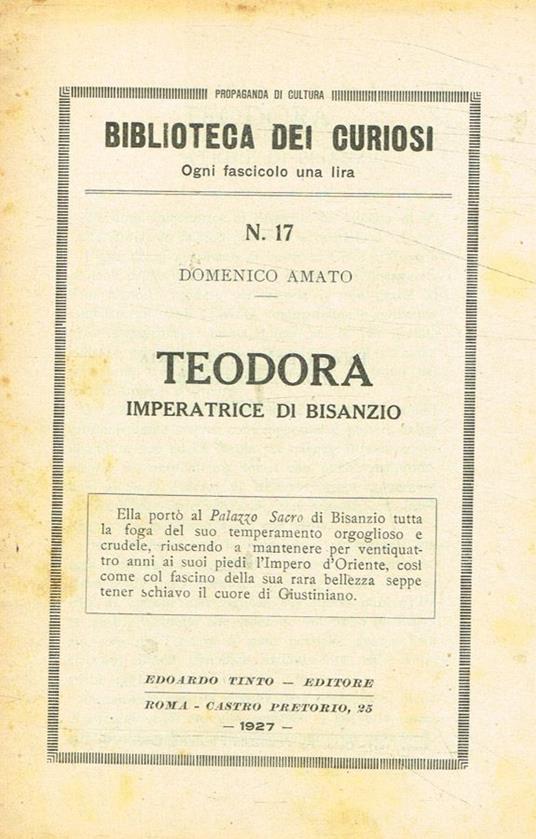 PROPAGANDA DI CULTURA
BIBLIOTECA DEI CURIOSI
Ogni fascicolo una lira
N. 17
DOMENICO AMATO
TEODORA
IMPERATRICE DI BISANZIO
Ella portò al Palazzo Sacro di Bisanzio tutta
la foga del suo temperamento orgoglioso e
crudele, riuscendo a mantenere per ventiquat-
tro anni ai suoi piedi l'Impero d'Oriente, così
come col fascino della sua rara bellezza seppe
tener schiavo il cuore di Giustiniano.
EDOARDO TINTO — EDITORE
ROMA - CASTRO PRETORIO, 25
— 1927 —